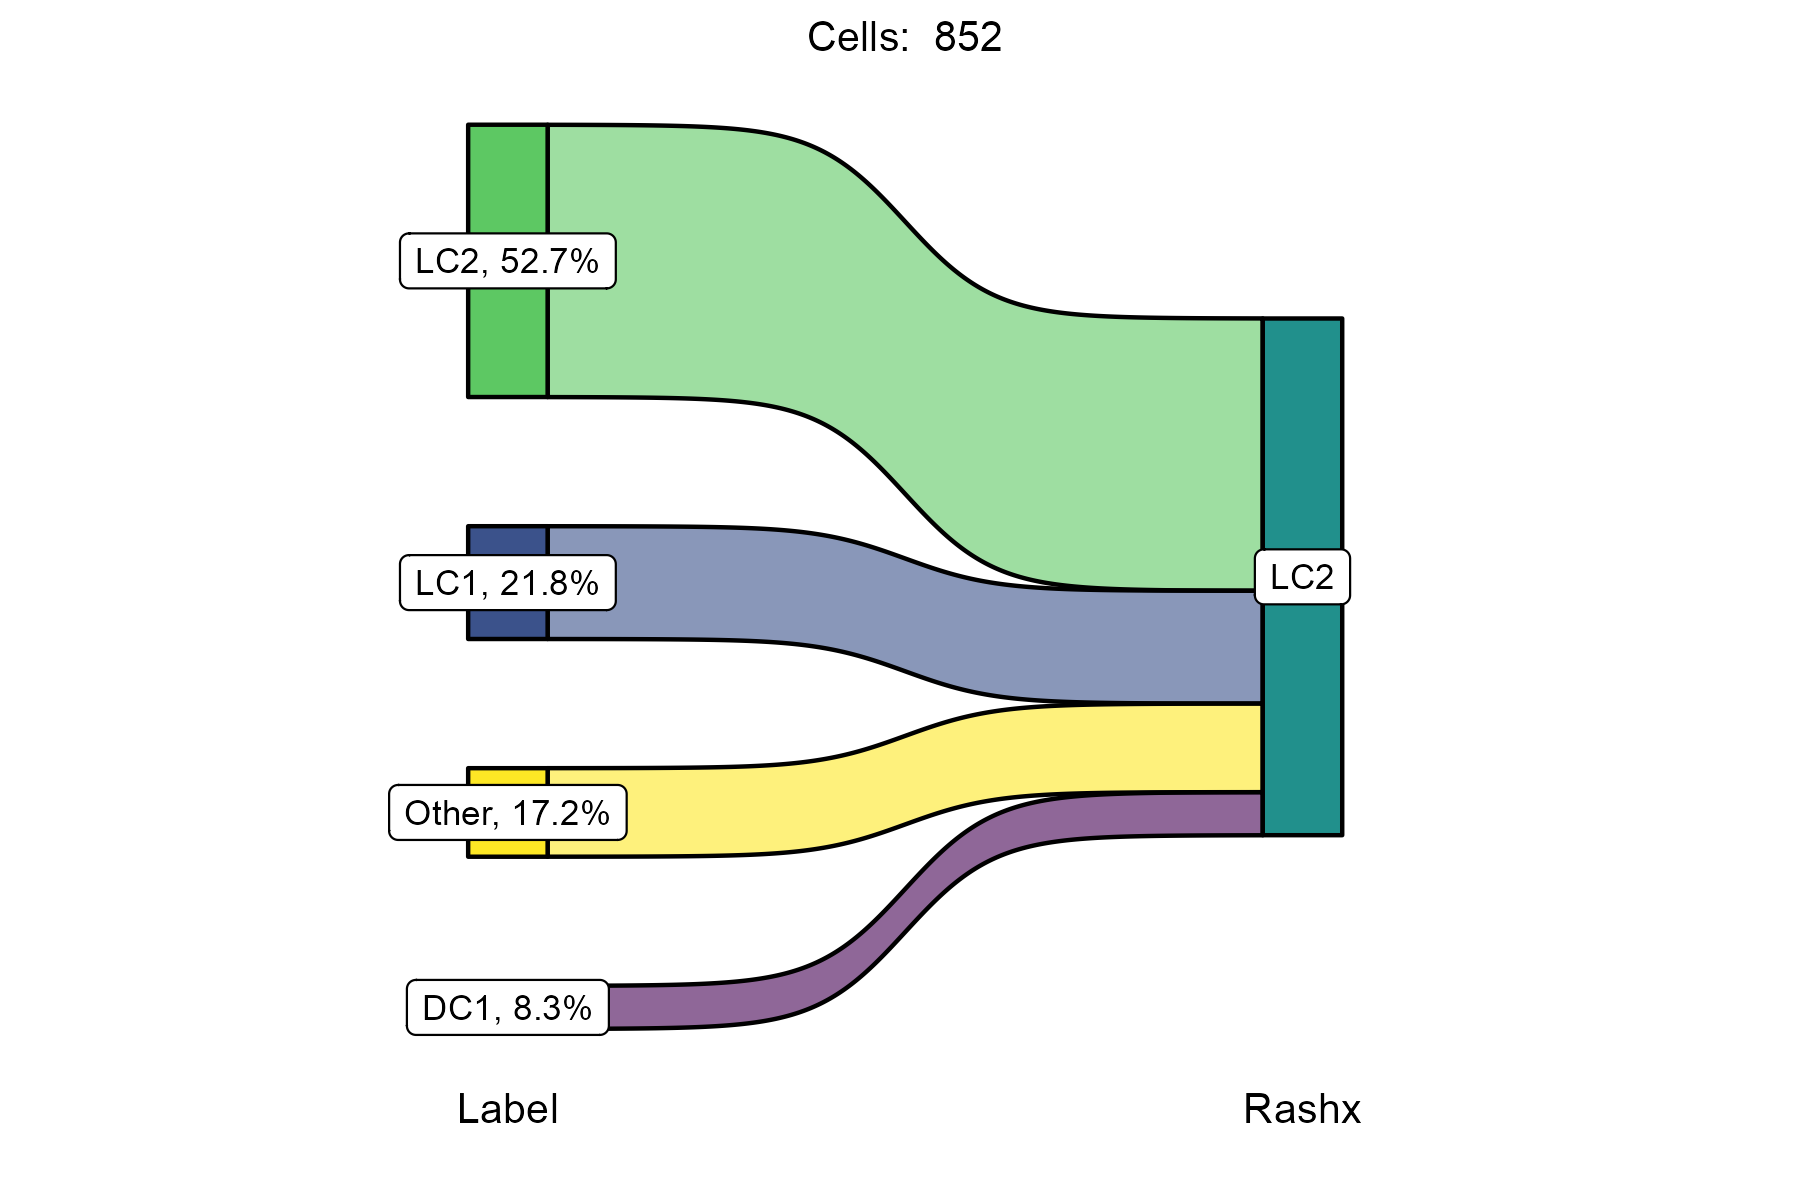 Cells:  852
LC2, 52.7%
LC1, 21.8%
LC2
Other, 17.2%
DC1, 8.3%
Label
Rashx